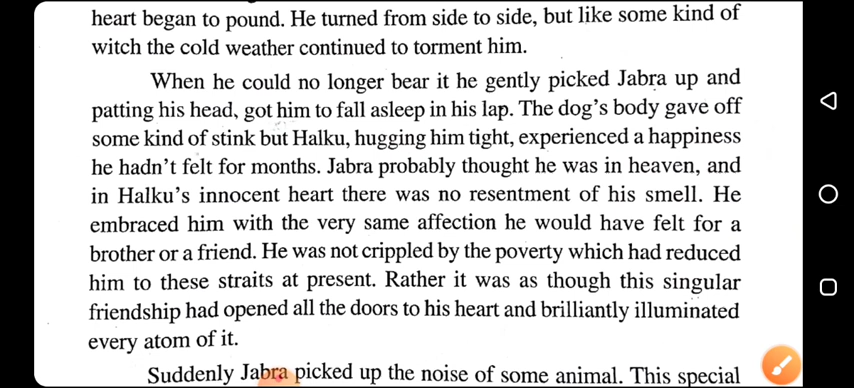 heart began to pound. He turned from side to side, but like some kind of
witch the cold weather continued to torment him.
When he could no longer bear it he gently picked Jabra up and
patting his head, got him to fall asleep in his lap. The dog's body gave off
some kind of stink but Halku, hugging him tight, experienced a happiness
he hadn't felt for months. Jabra probably thought he was in heaven, and
in Halku's innocent heart there was no resentment of his smell. He
embraced him with the very same affection he would have felt for a
brother or a friend. He was not crippled by the poverty which had reduced
him to these straits at present. Rather it was as though this singular
friendship had opened all the doors to his heart and brilliantly illuminated
every atom of it.
Suddenly Jabra picked up the noise of some animal. This special